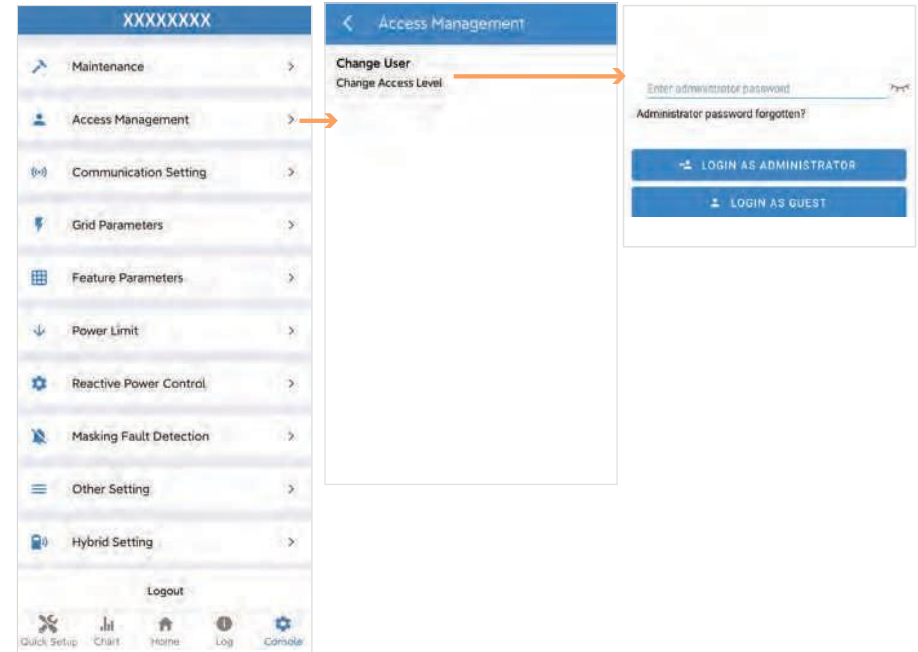 XXXXXXXX
Maintenance
Access Management
Communication Setting
Grid Parameters
Feature Parameters
Power Limit
Reactive Power Control
Masking Fault Detection
Other Setting
Hybrid Setting
Logout
Quick Setup Chart Home Log Console
Access Management
Change User
Change Access Level
Enter administrator password
Administrator password forgotten?
LOGIN AS ADMINISTRATOR
LOGIN AS GUEST